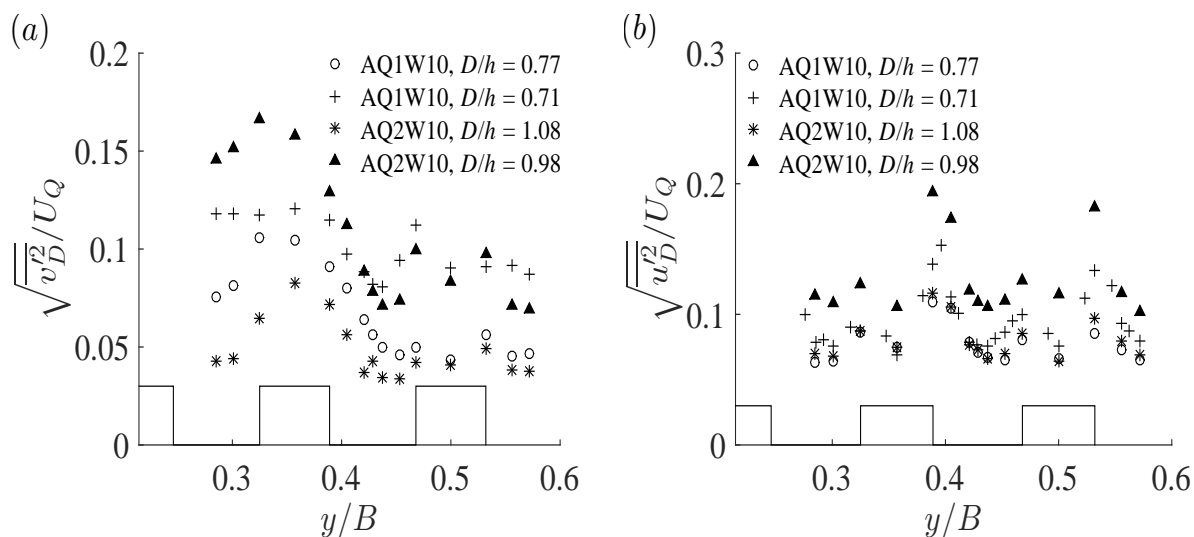 (a)
0.2
0.15
0.1
0.05
0
√v′²_D/U_Q
AQ1W10, D/h = 0.77
AQ1W10, D/h = 0.71
AQ2W10, D/h = 1.08
AQ2W10, D/h = 0.98
0.3 0.4 0.5 0.6
y/B
(b)
0.3
0.2
0.1
0.0
√u′²_D/U_Q
AQ1W10, D/h = 0.77
AQ1W10, D/h = 0.71
AQ2W10, D/h = 1.08
AQ2W10, D/h = 0.98
0.3 0.4 0.5 0.6
y/B